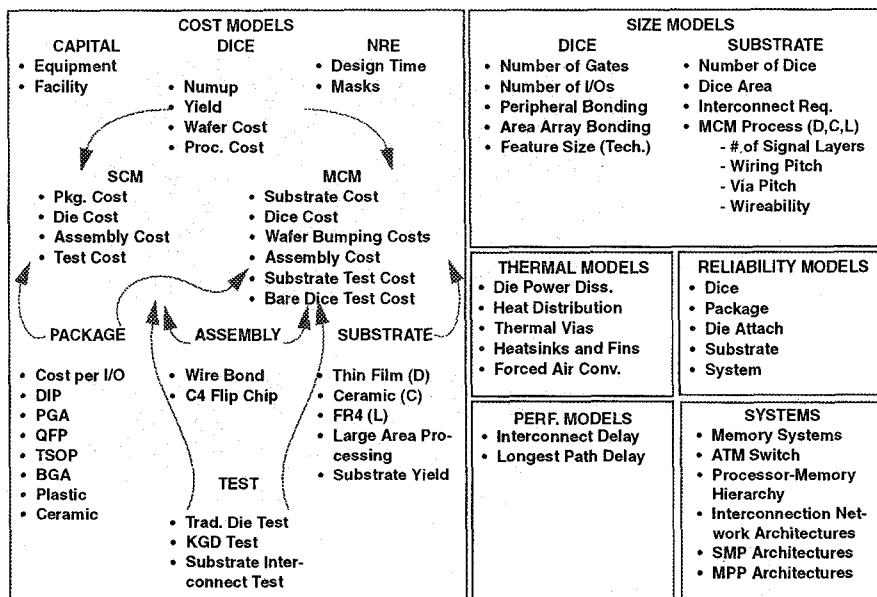 COST MODELS
CAPITAL
• Equipment
• Facility
DICE
• Numup
• Yield
• Wafer Cost
• Proc. Cost
NRE
• Design Time
• Masks
SCM
• Pkg. Cost
• Die Cost
• Assembly Cost
• Test Cost
MCM
• Substrate Cost
• Dice Cost
• Wafer Bumping Costs
• Assembly Cost
• Substrate Test Cost
• Bare Dice Test Cost
PACKAGE
• Cost per I/O
• DIP
• PGA
• QFP
• TSOP
• BGA
• Plastic
• Ceramic
ASSEMBLY
• Wire Bond
• C4 Flip Chip
SUBSTRATE
• Thin Film (D)
• Ceramic (C)
• FR4 (L)
• Large Area Pro-
cessing
• Substrate Yield
TEST
• Trad. Die Test
• KGD Test
• Substrate Inter-
connect Test
SIZE MODELS
DICE
• Number of Gates
• Number of I/Os
• Peripheral Bonding
• Area Array Bonding
• Feature Size (Tech.)
SUBSTRATE
• Number of Dice
• Dice Area
• Interconnect Req.
• MCM Process (D,C,L)
- # of Signal Layers
- Wiring Pitch
- Via Pitch
- Wireability
THERMAL MODELS
• Die Power Diss.
• Heat Distribution
• Thermal Vias
• Heatsinks and Fins
• Forced Air Conv.
RELIABILITY MODELS
• Dice
• Package
• Die Attach
• Substrate
• System
PERF. MODELS
• Interconnect Delay
• Longest Path Delay
SYSTEMS
• Memory Systems
• ATM Switch
• Processor-Memory
Hierarchy
• Interconnection Net-
work Architectures
• SMP Architectures
• MPP Architectures